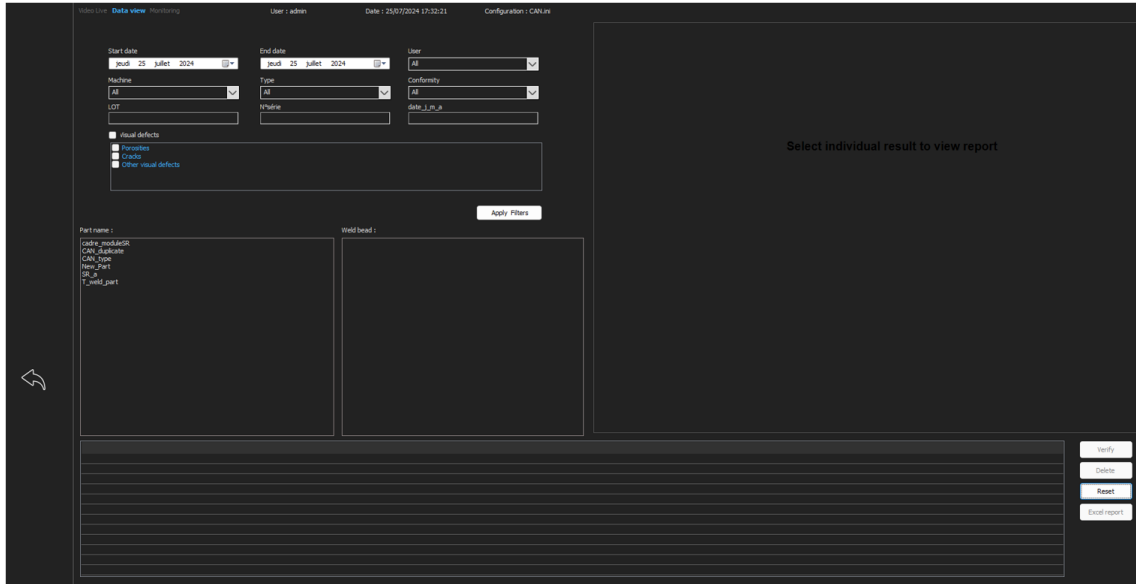 Video Live Data view Monitoring User : admin Date : 25/07/2024 17:32:21 Configuration : CAN.ini
Start date End date User
jeudi 25 juillet 2024 jeudi 25 juillet 2024 All
Machine Type Conformity
All All All
LOT N°série date_j_m_a
Visual defects
Porosities
Cracks
Other visual defects
Apply Filters
Select individual result to view report
Part name : Weld bead :
cadre_moduleSR
CAN_duplicate
CAN_type
New_Part
SR_a
T_weld_part
Verify
Delete
Reset
Excel report